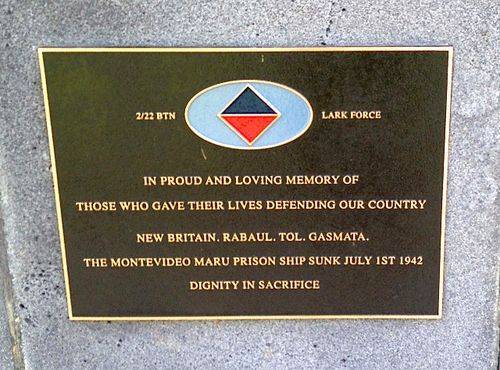 2/22 BTN LARK FORCE
IN PROUD AND LOVING MEMORY OF
THOSE WHO GAVE THEIR LIVES DEFENDING OUR COUNTRY
NEW BRITAIN. RABAUL. TOL. GASMATA.
THE MONTEVIDEO MARU PRISON SHIP SUNK JULY 1ST 1942
DIGNITY IN SACRIFICE